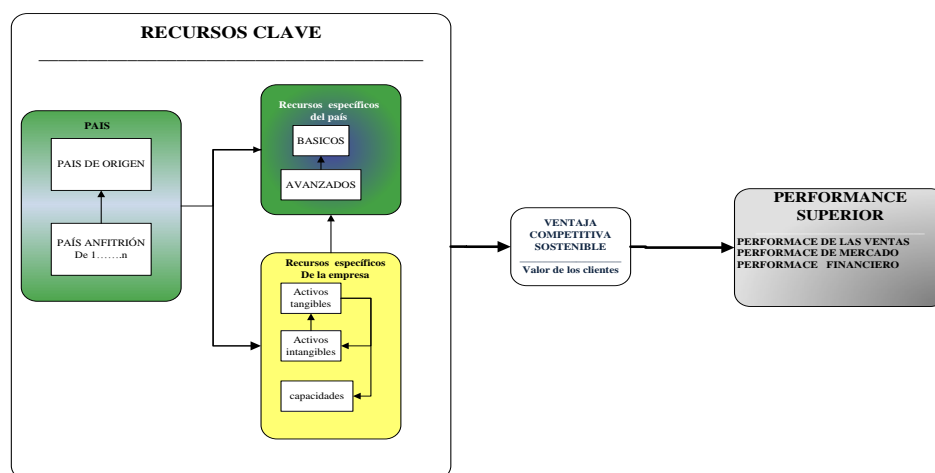 RECURSOS CLAVE
PAIS
PAIS DE ORIGEN
PAÍS ANFITRIÓN
De 1…….n
Recursos específicos
del país
BASICOS
AVANZADOS
Recursos específicos
De la empresa
Activos
tangibles
Activos
intangibles
capacidades
VENTAJA
COMPETITIVA
SOSTENIBLE
Valor de los clientes
PERFORMANCE
SUPERIOR
PERFORMACE DE LAS VENTAS
PERFORMACE DE MERCADO
PERFORMACE FINANCIERO